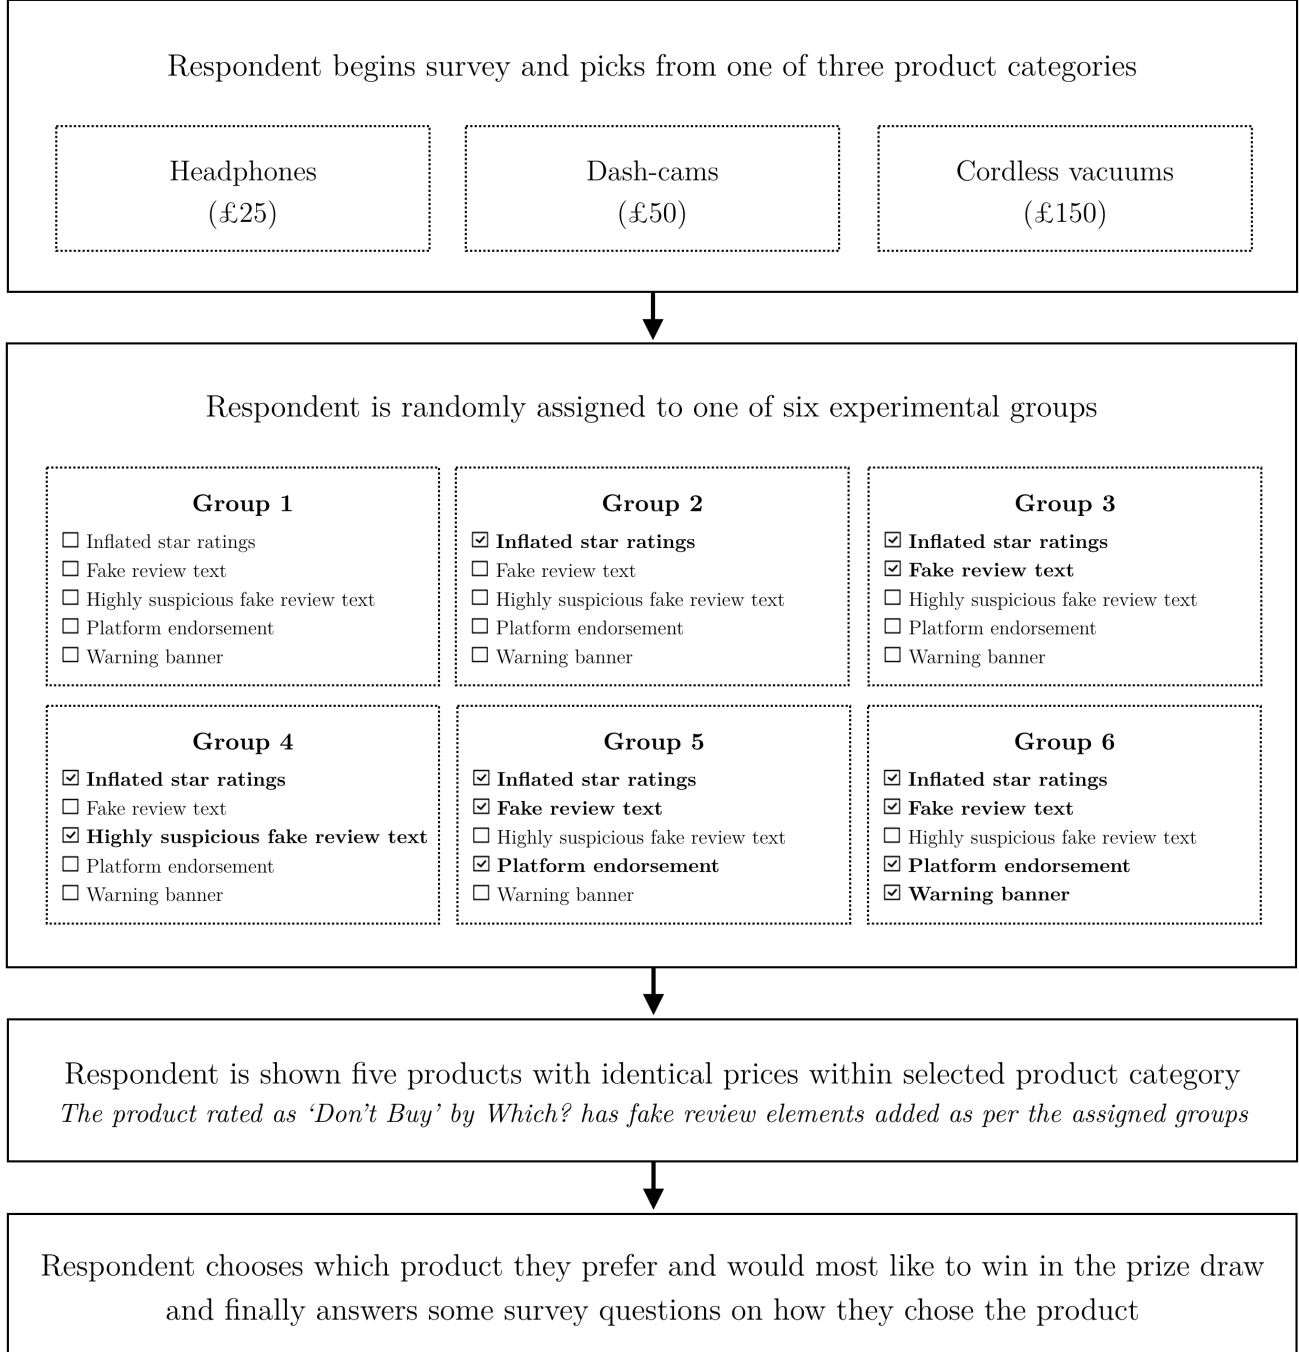 Respondent begins survey and picks from one of three product categories
Headphones
(£25)
Dash-cams
(£50)
Cordless vacuums
(£150)
Respondent is randomly assigned to one of six experimental groups
Group 1
☐ Inflated star ratings
☐ Fake review text
☐ Highly suspicious fake review text
☐ Platform endorsement
☐ Warning banner
Group 2
☑ Inflated star ratings
☐ Fake review text
☐ Highly suspicious fake review text
☐ Platform endorsement
☐ Warning banner
Group 3
☑ Inflated star ratings
☑ Fake review text
☐ Highly suspicious fake review text
☐ Platform endorsement
☐ Warning banner
Group 4
☑ Inflated star ratings
☐ Fake review text
☑ Highly suspicious fake review text
☐ Platform endorsement
☐ Warning banner
Group 5
☑ Inflated star ratings
☑ Fake review text
☐ Highly suspicious fake review text
☑ Platform endorsement
☐ Warning banner
Group 6
☑ Inflated star ratings
☑ Fake review text
☐ Highly suspicious fake review text
☑ Platform endorsement
☑ Warning banner
Respondent is shown five products with identical prices within selected product category
The product rated as ‘Don’t Buy’ by Which? has fake review elements added as per the assigned groups
Respondent chooses which product they prefer and would most like to win in the prize draw
and finally answers some survey questions on how they chose the product